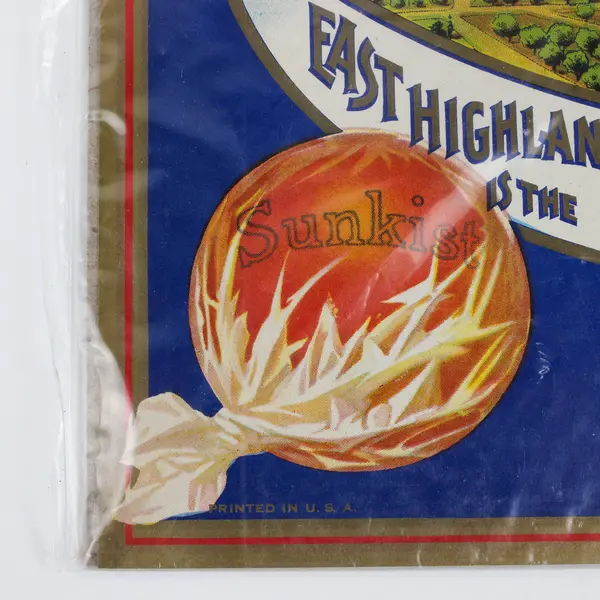 EAST HIGHLAN
IS THE
Sunkist
PRINTED IN U. S. A.